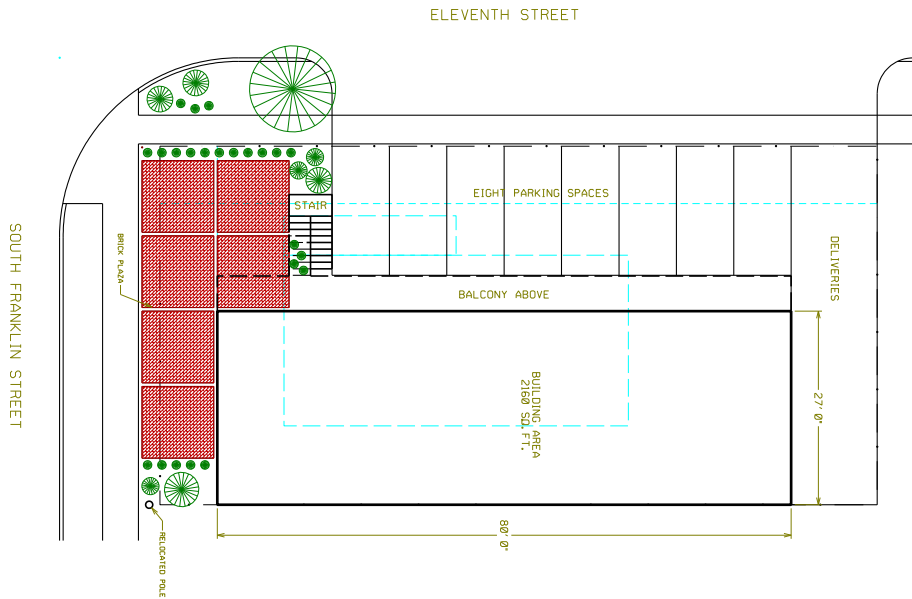 ELEVENTH STREET
STAIR
EIGHT PARKING SPACES
SOUTH FRANKLIN STREET
BRICK PLAZA
DELIVERIES
BALCONY ABOVE
BUILDING AREA
2160 SQ.FT.
27'0"
80'0"
RELOCATED POLE